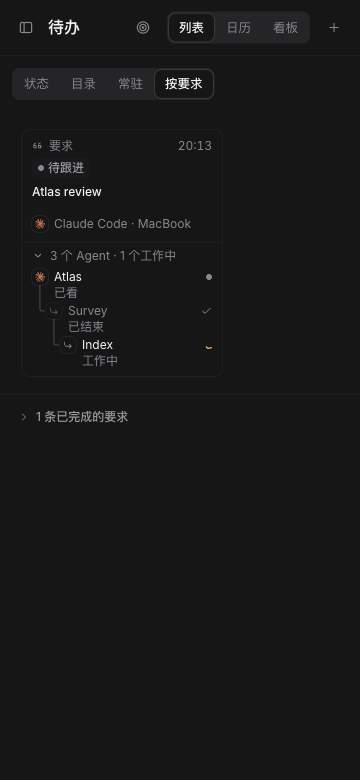 待办
列表 日历 看板
状态 目录 常驻 按要求
要求 20:13
待跟进
Atlas review
Claude Code · MacBook
3 个 Agent · 1 个工作中
Atlas
已看
Survey
已结束
Index
工作中
1 条已完成的要求